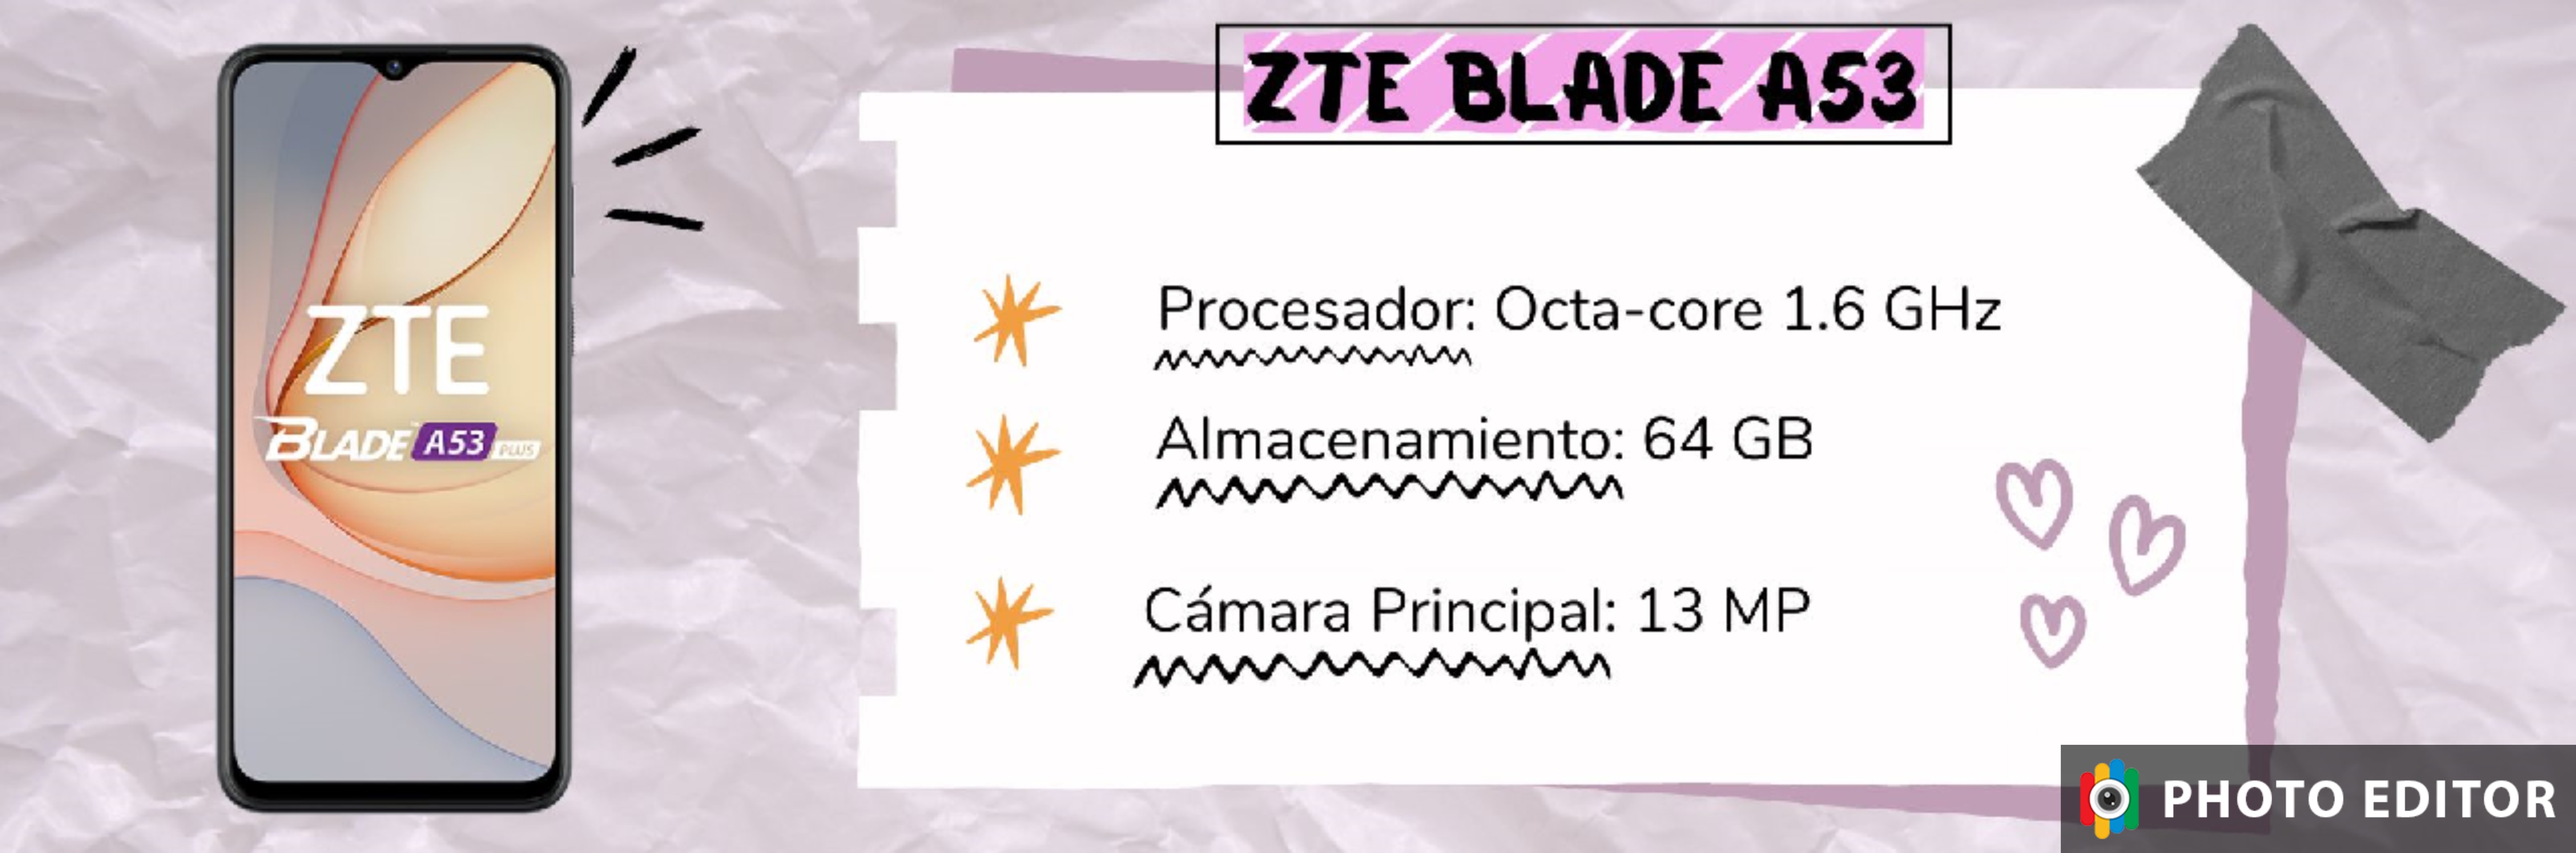 ZTE BLADE A53
ZTE
BLADE A53 PLUS
Procesador: Octa-core 1.6 GHz
Almacenamiento: 64 GB
Cámara Principal: 13 MP
PHOTO EDITOR